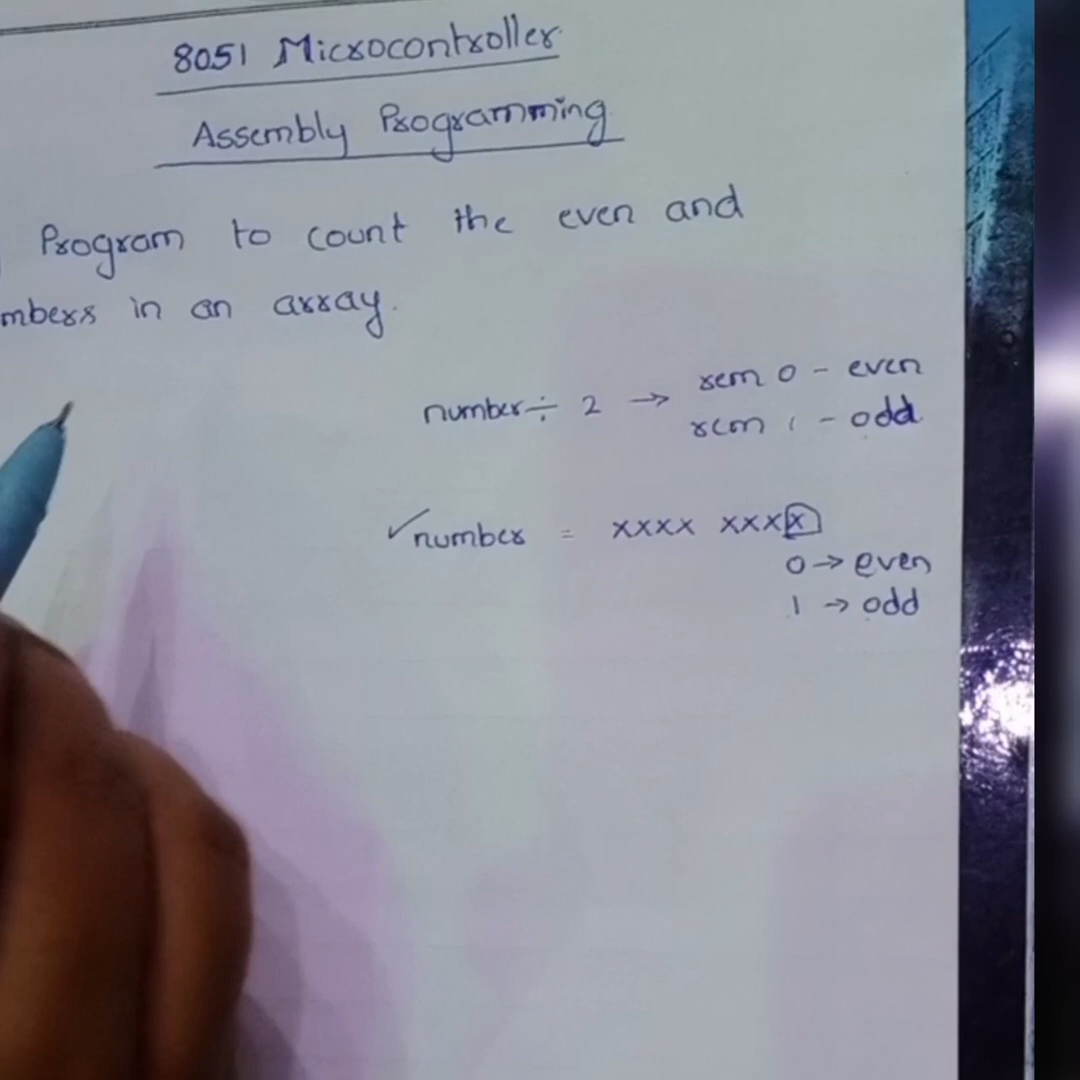 8051 Microcontroller
Assembly Programming
Program to count the even and
mbers in an array.
number ÷ 2 → rem 0 - even
rem 1 - odd
✓number = xxxx xxxx
0 → even
1 → odd